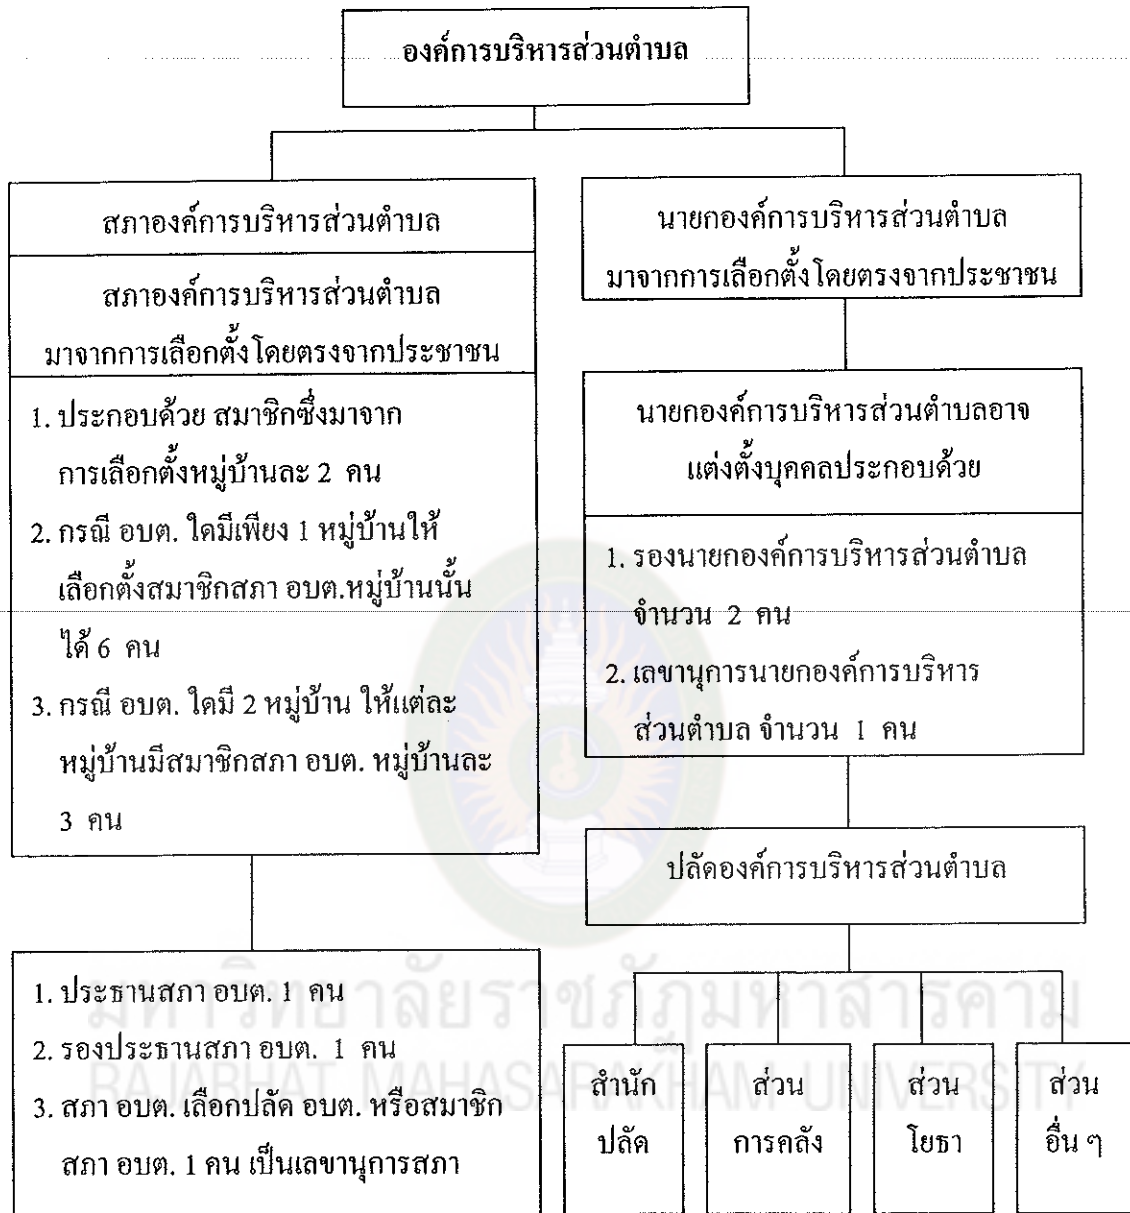 องค์การบริหารส่วนตำบล
สภาองค์การบริหารส่วนตำบล
สภาองค์การบริหารส่วนตำบล
มาจากการเลือกตั้งโดยตรงจากประชาชน
1. ประกอบด้วย สมาชิกซึ่งมาจาก
การเลือกตั้งหมู่บ้านละ 2 คน
2. กรณี อบต. ใดมีเพียง 1 หมู่บ้านให้
เลือกตั้งสมาชิกสภา อบต.หมู่บ้านนั้น
ได้ 6 คน
3. กรณี อบต. ใดมี 2 หมู่บ้าน ให้แต่ละ
หมู่บ้านมีสมาชิกสภา อบต. หมู่บ้านละ
3 คน
1. ประธานสภา อบต. 1 คน
2. รองประธานสภา อบต. 1 คน
3. สภา อบต. เลือกปลัด อบต. หรือสมาชิก
สภา อบต. 1 คน เป็นเลขานุการสภา
นายกองค์การบริหารส่วนตำบล
มาจากการเลือกตั้งโดยตรงจากประชาชน
นายกองค์การบริหารส่วนตำบลอาจ
แต่งตั้งบุคคลประกอบด้วย
1. รองนายกองค์การบริหารส่วนตำบล
จำนวน 2 คน
2. เลขานุการนายกองค์การบริหาร
ส่วนตำบล จำนวน 1 คน
ปลัดองค์การบริหารส่วนตำบล
สำนัก
ปลัด
ส่วน
การคลัง
ส่วน
โยธา
ส่วน
อื่น ๆ
มหาวิทยาลัยราชภัฏมหาสารคาม
RAJABHAT MAHASARAKHAM UNIVERSITY